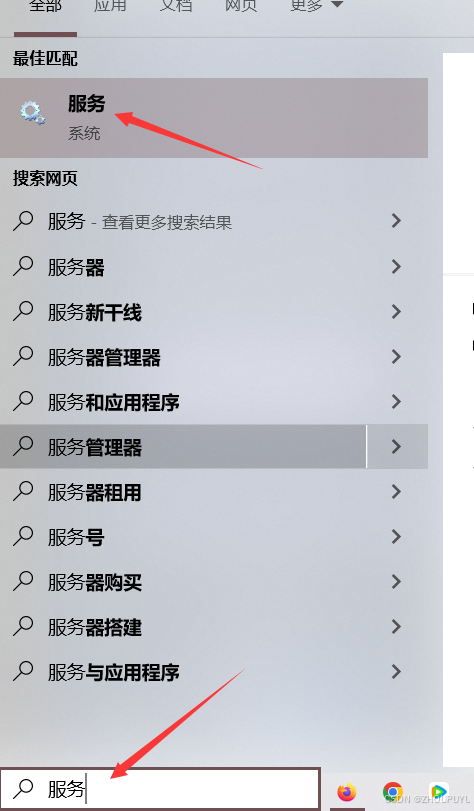 全部 应用 文档 网页 更多
最佳匹配
服务
系统
搜索网页
服务 - 查看更多搜索结果
服务器
服务新干线
服务器管理器
服务和应用程序
服务管理器
服务器租用
服务号
服务器购买
服务器搭建
服务与应用程序
服务
CSDN @ZHOUPUYU